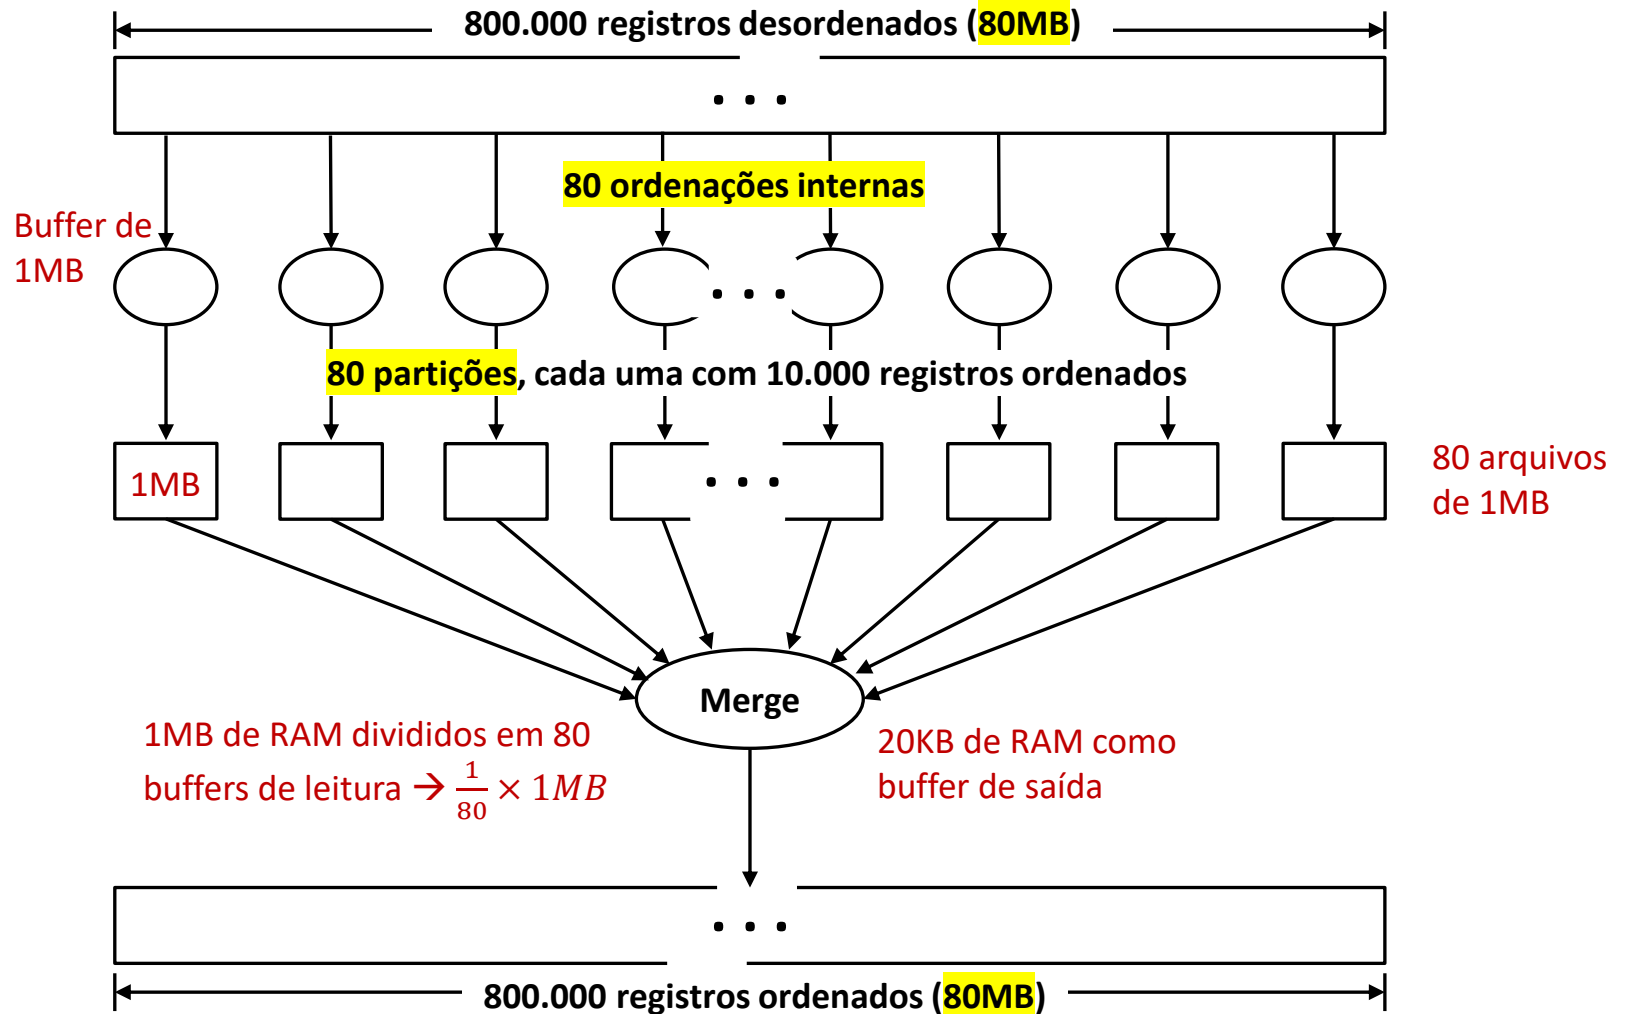 800.000 registros desordenados (80MB)
. . .
80 ordenações internas
Buffer de
1MB
. . .
80 partições, cada uma com 10.000 registros ordenados
1MB
. . .
80 arquivos
de 1MB
Merge
1MB de RAM divididos em 80
buffers de leitura → 1/80 × 1MB
20KB de RAM como
buffer de saída
. . .
800.000 registros ordenados (80MB)